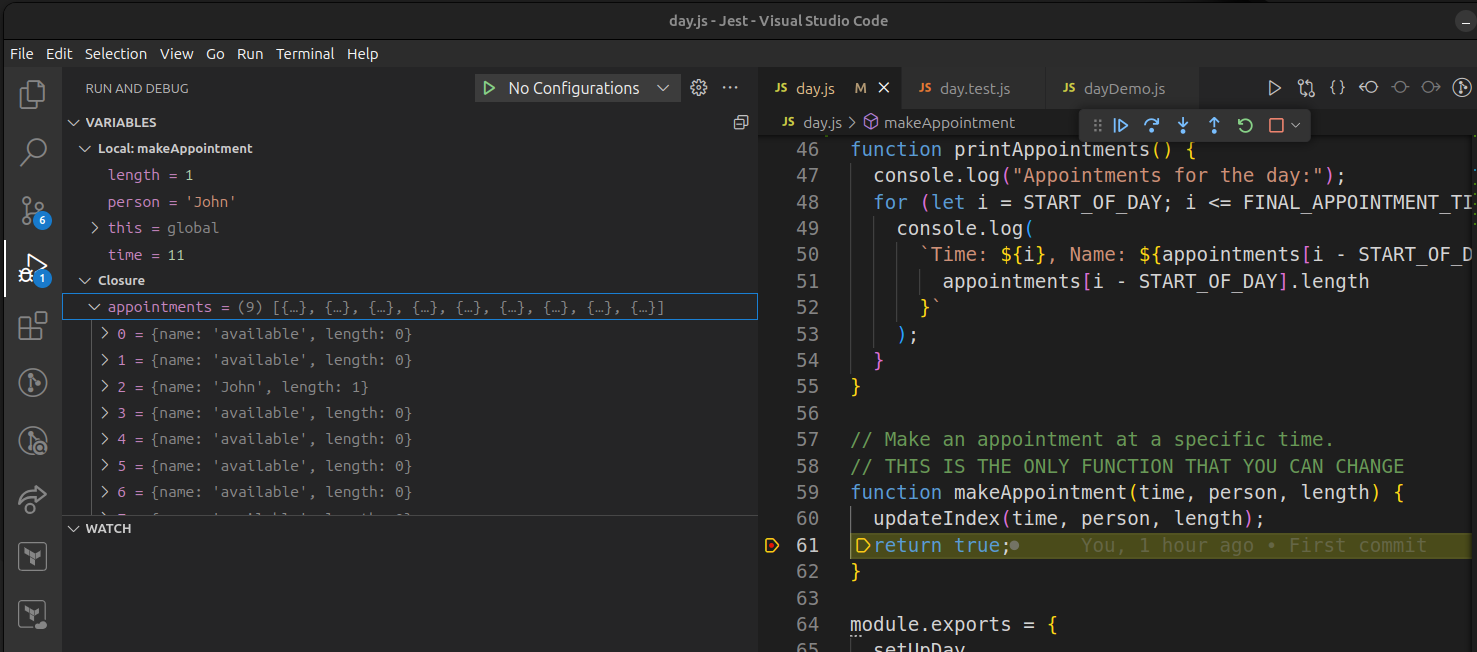 day.js - Jest - Visual Studio Code
File Edit Selection View Go Run Terminal Help
RUN AND DEBUG
No Configurations
VARIABLES
Local: makeAppointment
length = 1
person = 'John'
this = global
time = 11
Closure
appointments = (9) [{…}, {…}, {…}, {…}, {…}, {…}, {…}, {…}, {…}]
0 = {name: 'available', length: 0}
1 = {name: 'available', length: 0}
2 = {name: 'John', length: 1}
3 = {name: 'available', length: 0}
4 = {name: 'available', length: 0}
5 = {name: 'available', length: 0}
6 = {name: 'available', length: 0}
WATCH
6
1
JS day.js M
JS day.test.js
JS dayDemo.js
JS day.js > makeAppointment
46 function printAppointments() {
47 console.log("Appointments for the day:");
48 for (let i = START_OF_DAY; i <= FINAL_APPOINTMENT_TI
49 console.log(
50 `Time: ${i}, Name: ${appointments[i - START_OF_D
51 appointments[i - START_OF_DAY].length
52 }`
53 );
54 }
55 }
56
57 // Make an appointment at a specific time.
58 // THIS IS THE ONLY FUNCTION THAT YOU CAN CHANGE
59 function makeAppointment(time, person, length) {
60 updateIndex(time, person, length);
61 return true; You, 1 hour ago • First commit
62 }
63
64 module.exports = {
65 setUpDay